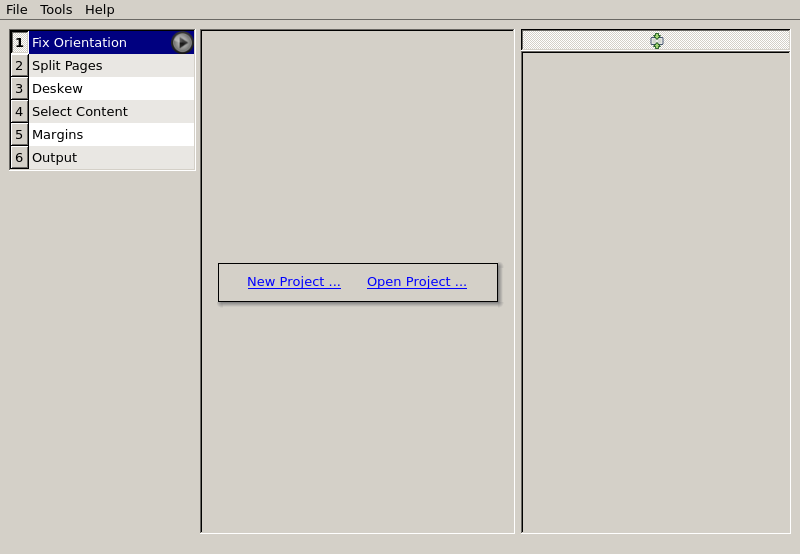 File Tools Help
1 Fix Orientation
2 Split Pages
3 Deskew
4 Select Content
5 Margins
6 Output
New Project ... Open Project ...